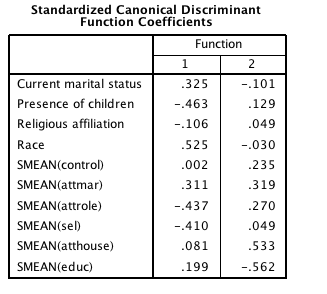 Standardized Canonical Discriminant
Function Coefficients
Function
1 2
Current marital status .325 -.101
Presence of children -.463 .129
Religious affiliation -.106 .049
Race .525 -.030
SMEAN(control) .002 .235
SMEAN(attmar) .311 .319
SMEAN(attrole) -.437 .270
SMEAN(sel) -.410 .049
SMEAN(atthouse) .081 .533
SMEAN(educ) .199 -.562